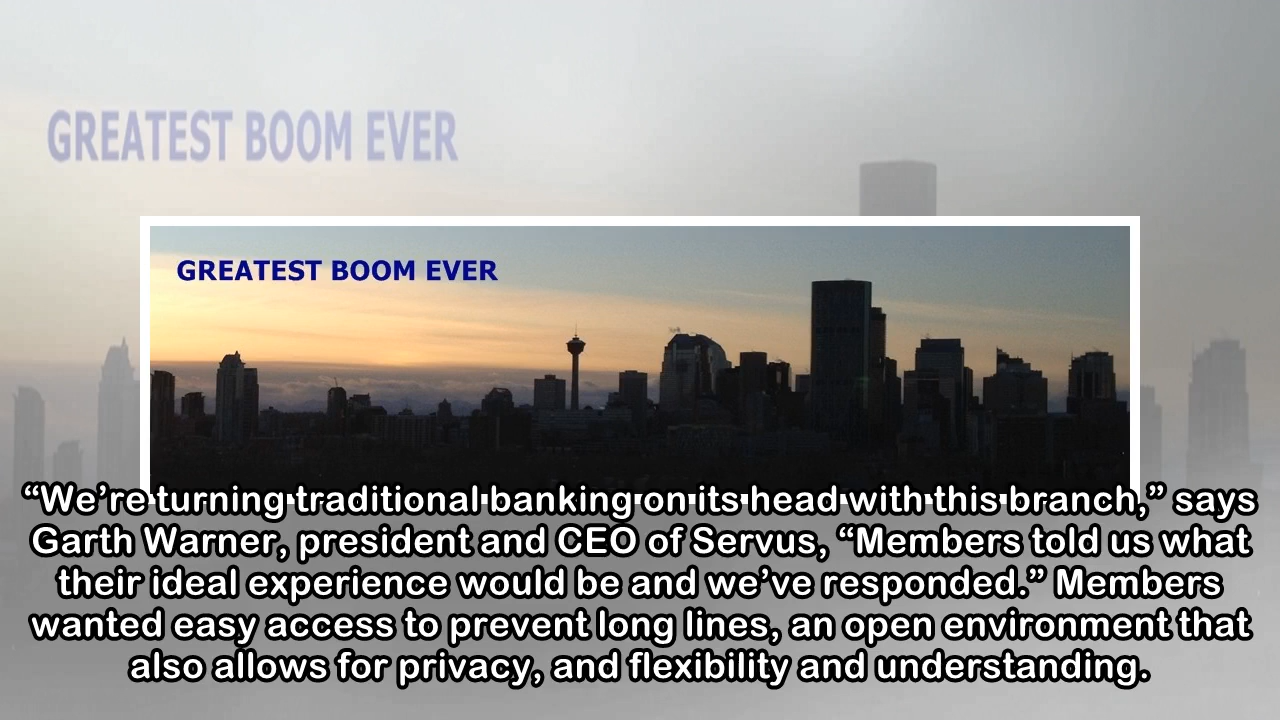 GREATEST BOOM EVER
GREATEST BOOM EVER
“We’re turning traditional banking on its head with this branch,” says
Garth Warner, president and CEO of Servus, “Members told us what
their ideal experience would be and we’ve responded.” Members
wanted easy access to prevent long lines, an open environment that
also allows for privacy, and flexibility and understanding.